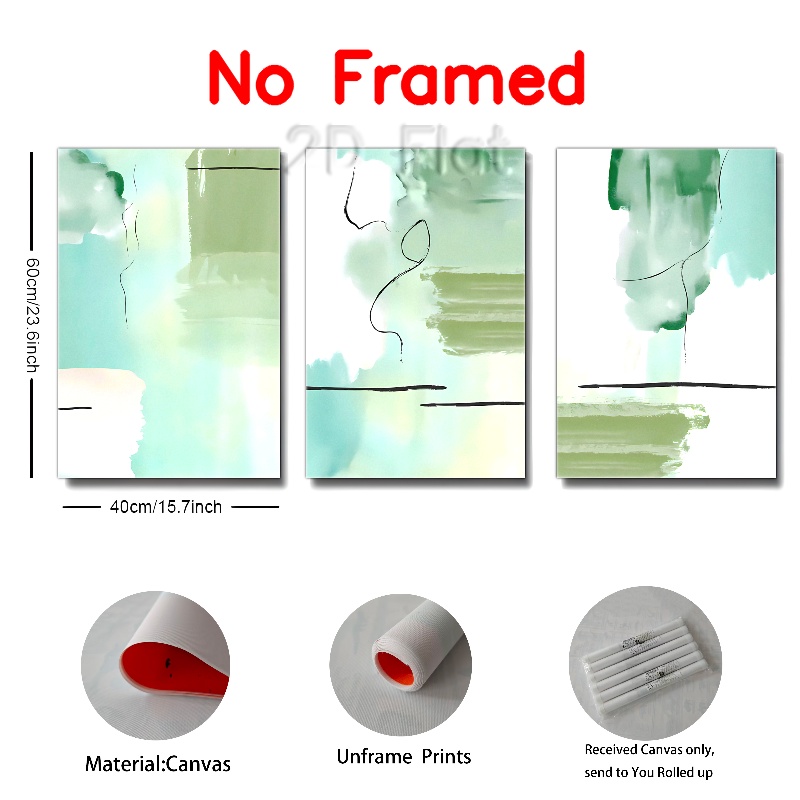 No Framed
2D Flat
60cm/23.6inch
40cm/15.7inch
Material:Canvas
Unframe Prints
Received Canvas only,
send to You Rolled up